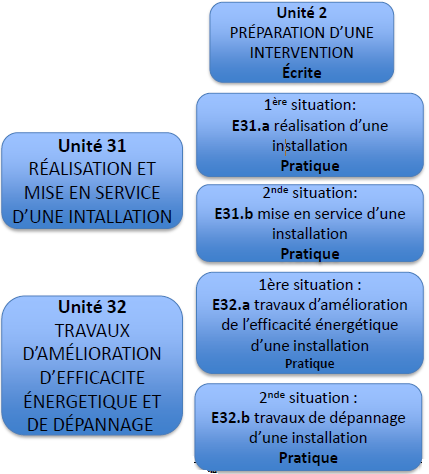 Unité 2
PRÉPARATION D'UNE
INTERVENTION
Écrite
Unité 31
RÉALISATION ET
MISE EN SERVICE
D'UNE INTALLATION
1ère situation:
E31.a réalisation d'une
installation
Pratique
2nde situation:
E31.b mise en service d'une
installation
Pratique
Unité 32
TRAVAUX
D'AMÉLIORATION
D'EFFICACITE
ÉNERGETIQUE ET
DE DÉPANNAGE
1ère situation :
E32.a travaux d'amélioration
de l'efficacité énergétique
d'une installation
Pratique
2nde situation :
E32.b travaux de dépannage
d'une installation
Pratique